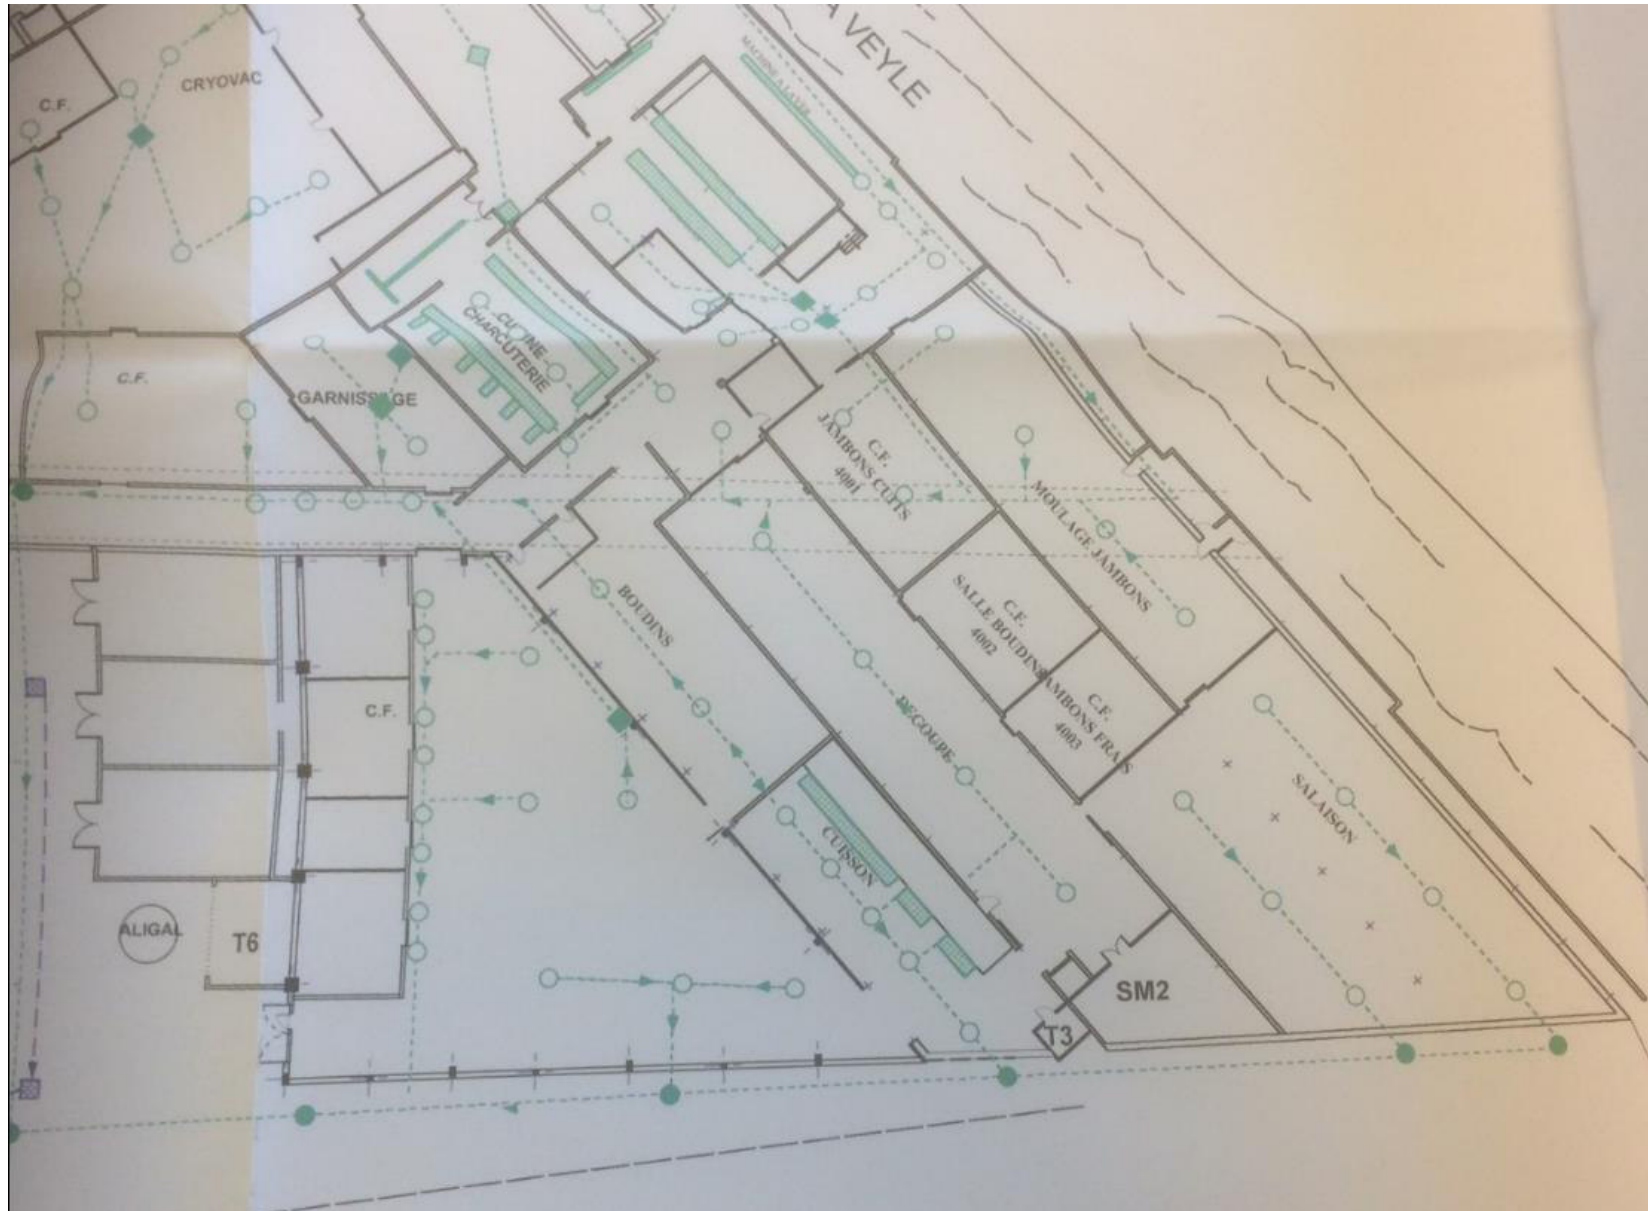 A VEYLE
MACHINE A LAVER
CRYOVAC
C.F.
C.F.
GARNISSAGE
CUISINE
CHARCUTERIE
C.F.
JAMBONS CUITS
4001
MOULAGE JAMBONS
C.F.
SALLE BOUDINS
4002
BOUDINS
C.F.
JAMBONS FRAIS
4003
C.F.
DECOUPE
SALAISON
CUISSON
ALIGAL
T6
SM2
T3